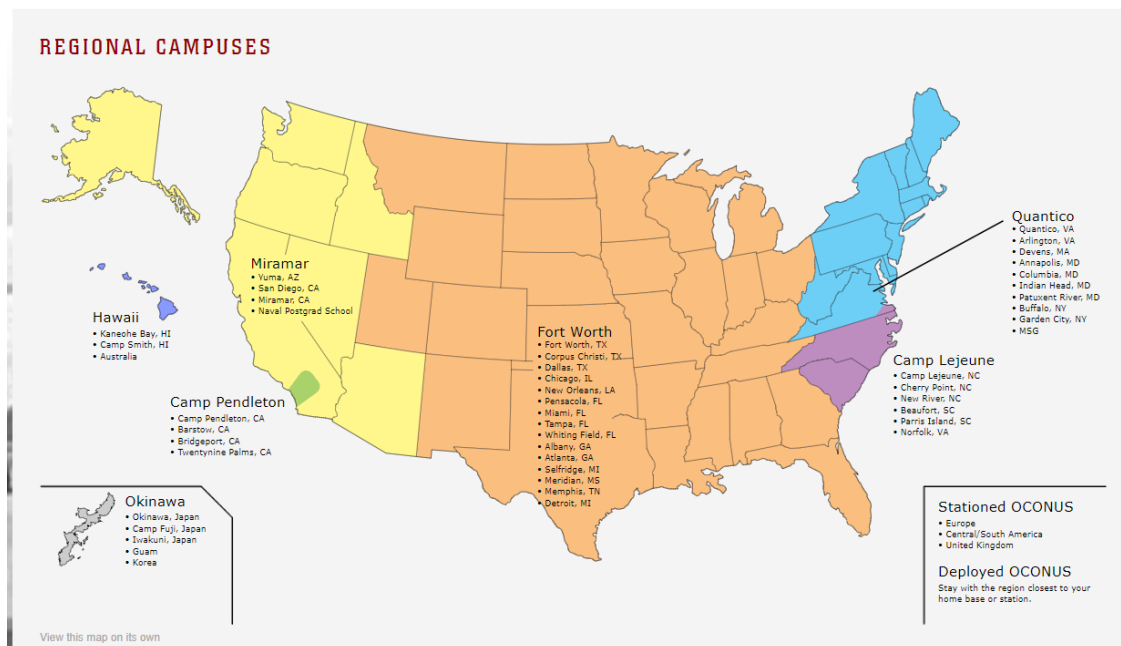 REGIONAL CAMPUSES
Quantico
• Quantico, VA
• Arlington, VA
• Devens, MA
• Annapolis, MD
• Columbia, MD
• Indian Head, MD
• Patuxent River, MD
• Buffalo, NY
• Garden City, NY
• MSG
Miramar
• Yuma, AZ
• San Diego, CA
• Miramar, CA
• Naval Postgrad School
Hawaii
• Kaneohe Bay, HI
• Camp Smith, HI
• Australia
Fort Worth
• Fort Worth, TX
• Corpus Christi, TX
• Dallas, TX
• Chicago, IL
• New Orleans, LA
• Pensacola, FL
• Miami, FL
• Tampa, FL
• Whiting Field, FL
• Albany, GA
• Atlanta, GA
• Selfridge, MI
• Meridian, MS
• Memphis, TN
• Detroit, MI
Camp Lejeune
• Camp Lejeune, NC
• Cherry Point, NC
• New River, NC
• Beaufort, SC
• Parris Island, SC
• Norfolk, VA
Camp Pendleton
• Camp Pendleton, CA
• Barstow, CA
• Bridgeport, CA
• Twentynine Palms, CA
Okinawa
• Okinawa, Japan
• Camp Fuji, Japan
• Iwakuni, Japan
• Guam
• Korea
Stationed OCONUS
• Europe
• Central/South America
• United Kingdom
Deployed OCONUS
Stay with the region closest to your
home base or station.
View this map on its own